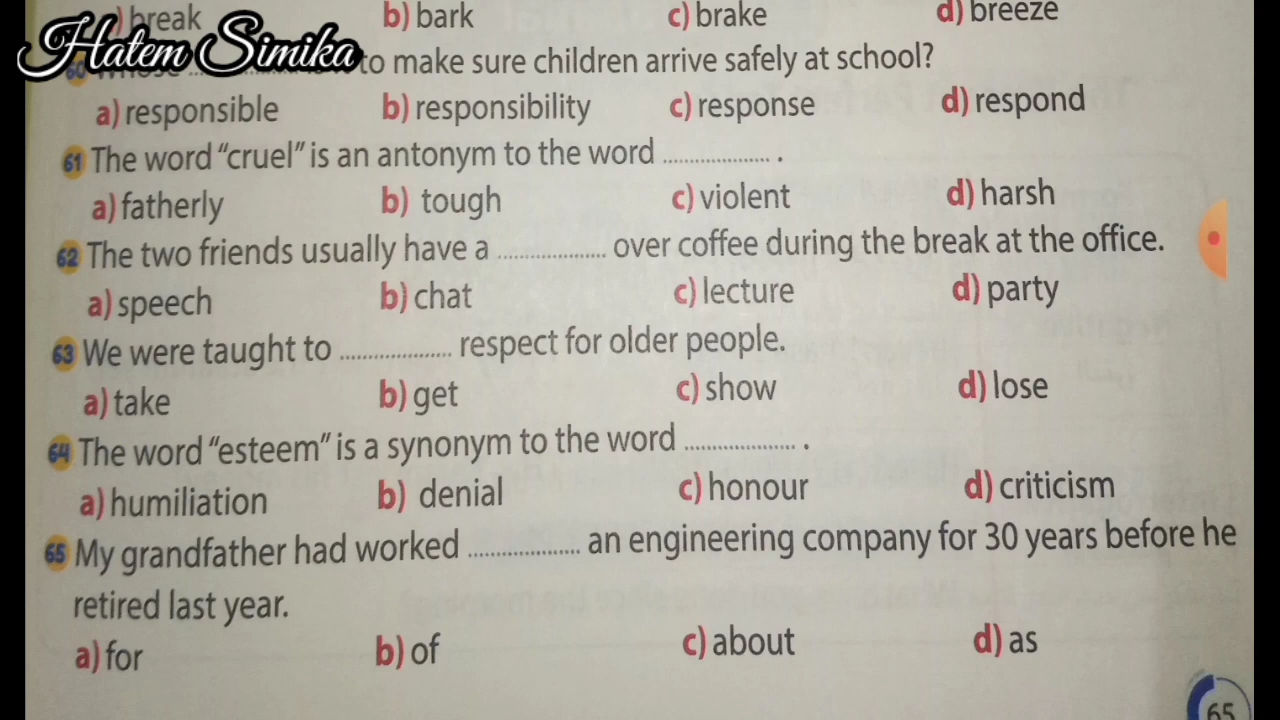 break b) bark c) brake d) breeze
Hatem Simika
60 Whose .................... to make sure children arrive safely at school?
a) responsible b) responsibility c) response d) respond
61 The word “cruel” is an antonym to the word .................... .
a) fatherly b) tough c) violent d) harsh
62 The two friends usually have a .................... over coffee during the break at the office.
a) speech b) chat c) lecture d) party
63 We were taught to .................... respect for older people.
a) take b) get c) show d) lose
64 The word “esteem” is a synonym to the word .................... .
a) humiliation b) denial c) honour d) criticism
65 My grandfather had worked .................... an engineering company for 30 years before he
retired last year.
a) for b) of c) about d) as
65